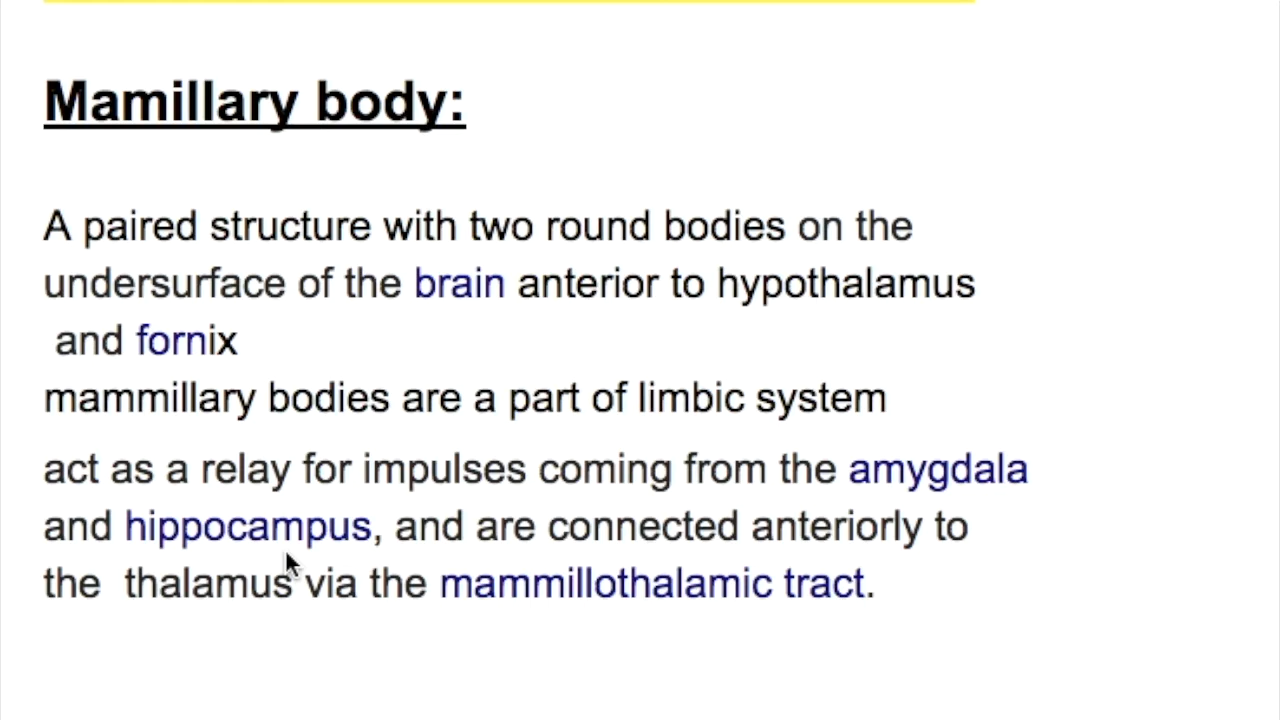 Mamillary body:
A paired structure with two round bodies on the
undersurface of the brain anterior to hypothalamus
and fornix
mammillary bodies are a part of limbic system
act as a relay for impulses coming from the amygdala
and hippocampus, and are connected anteriorly to
the thalamus via the mammillothalamic tract.